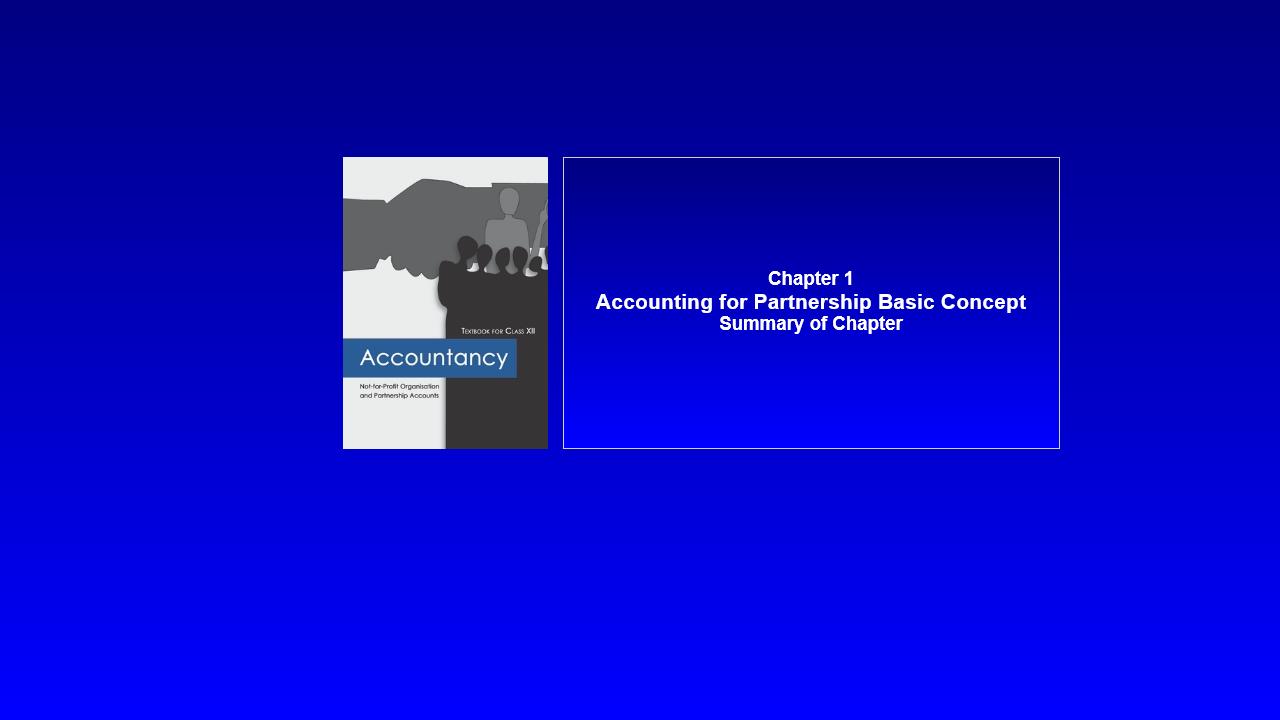 Textbook for Class XII
Accountancy
Not-for-Profit Organisation
and Partnership Accounts
Chapter 1
Accounting for Partnership Basic Concept
Summary of Chapter